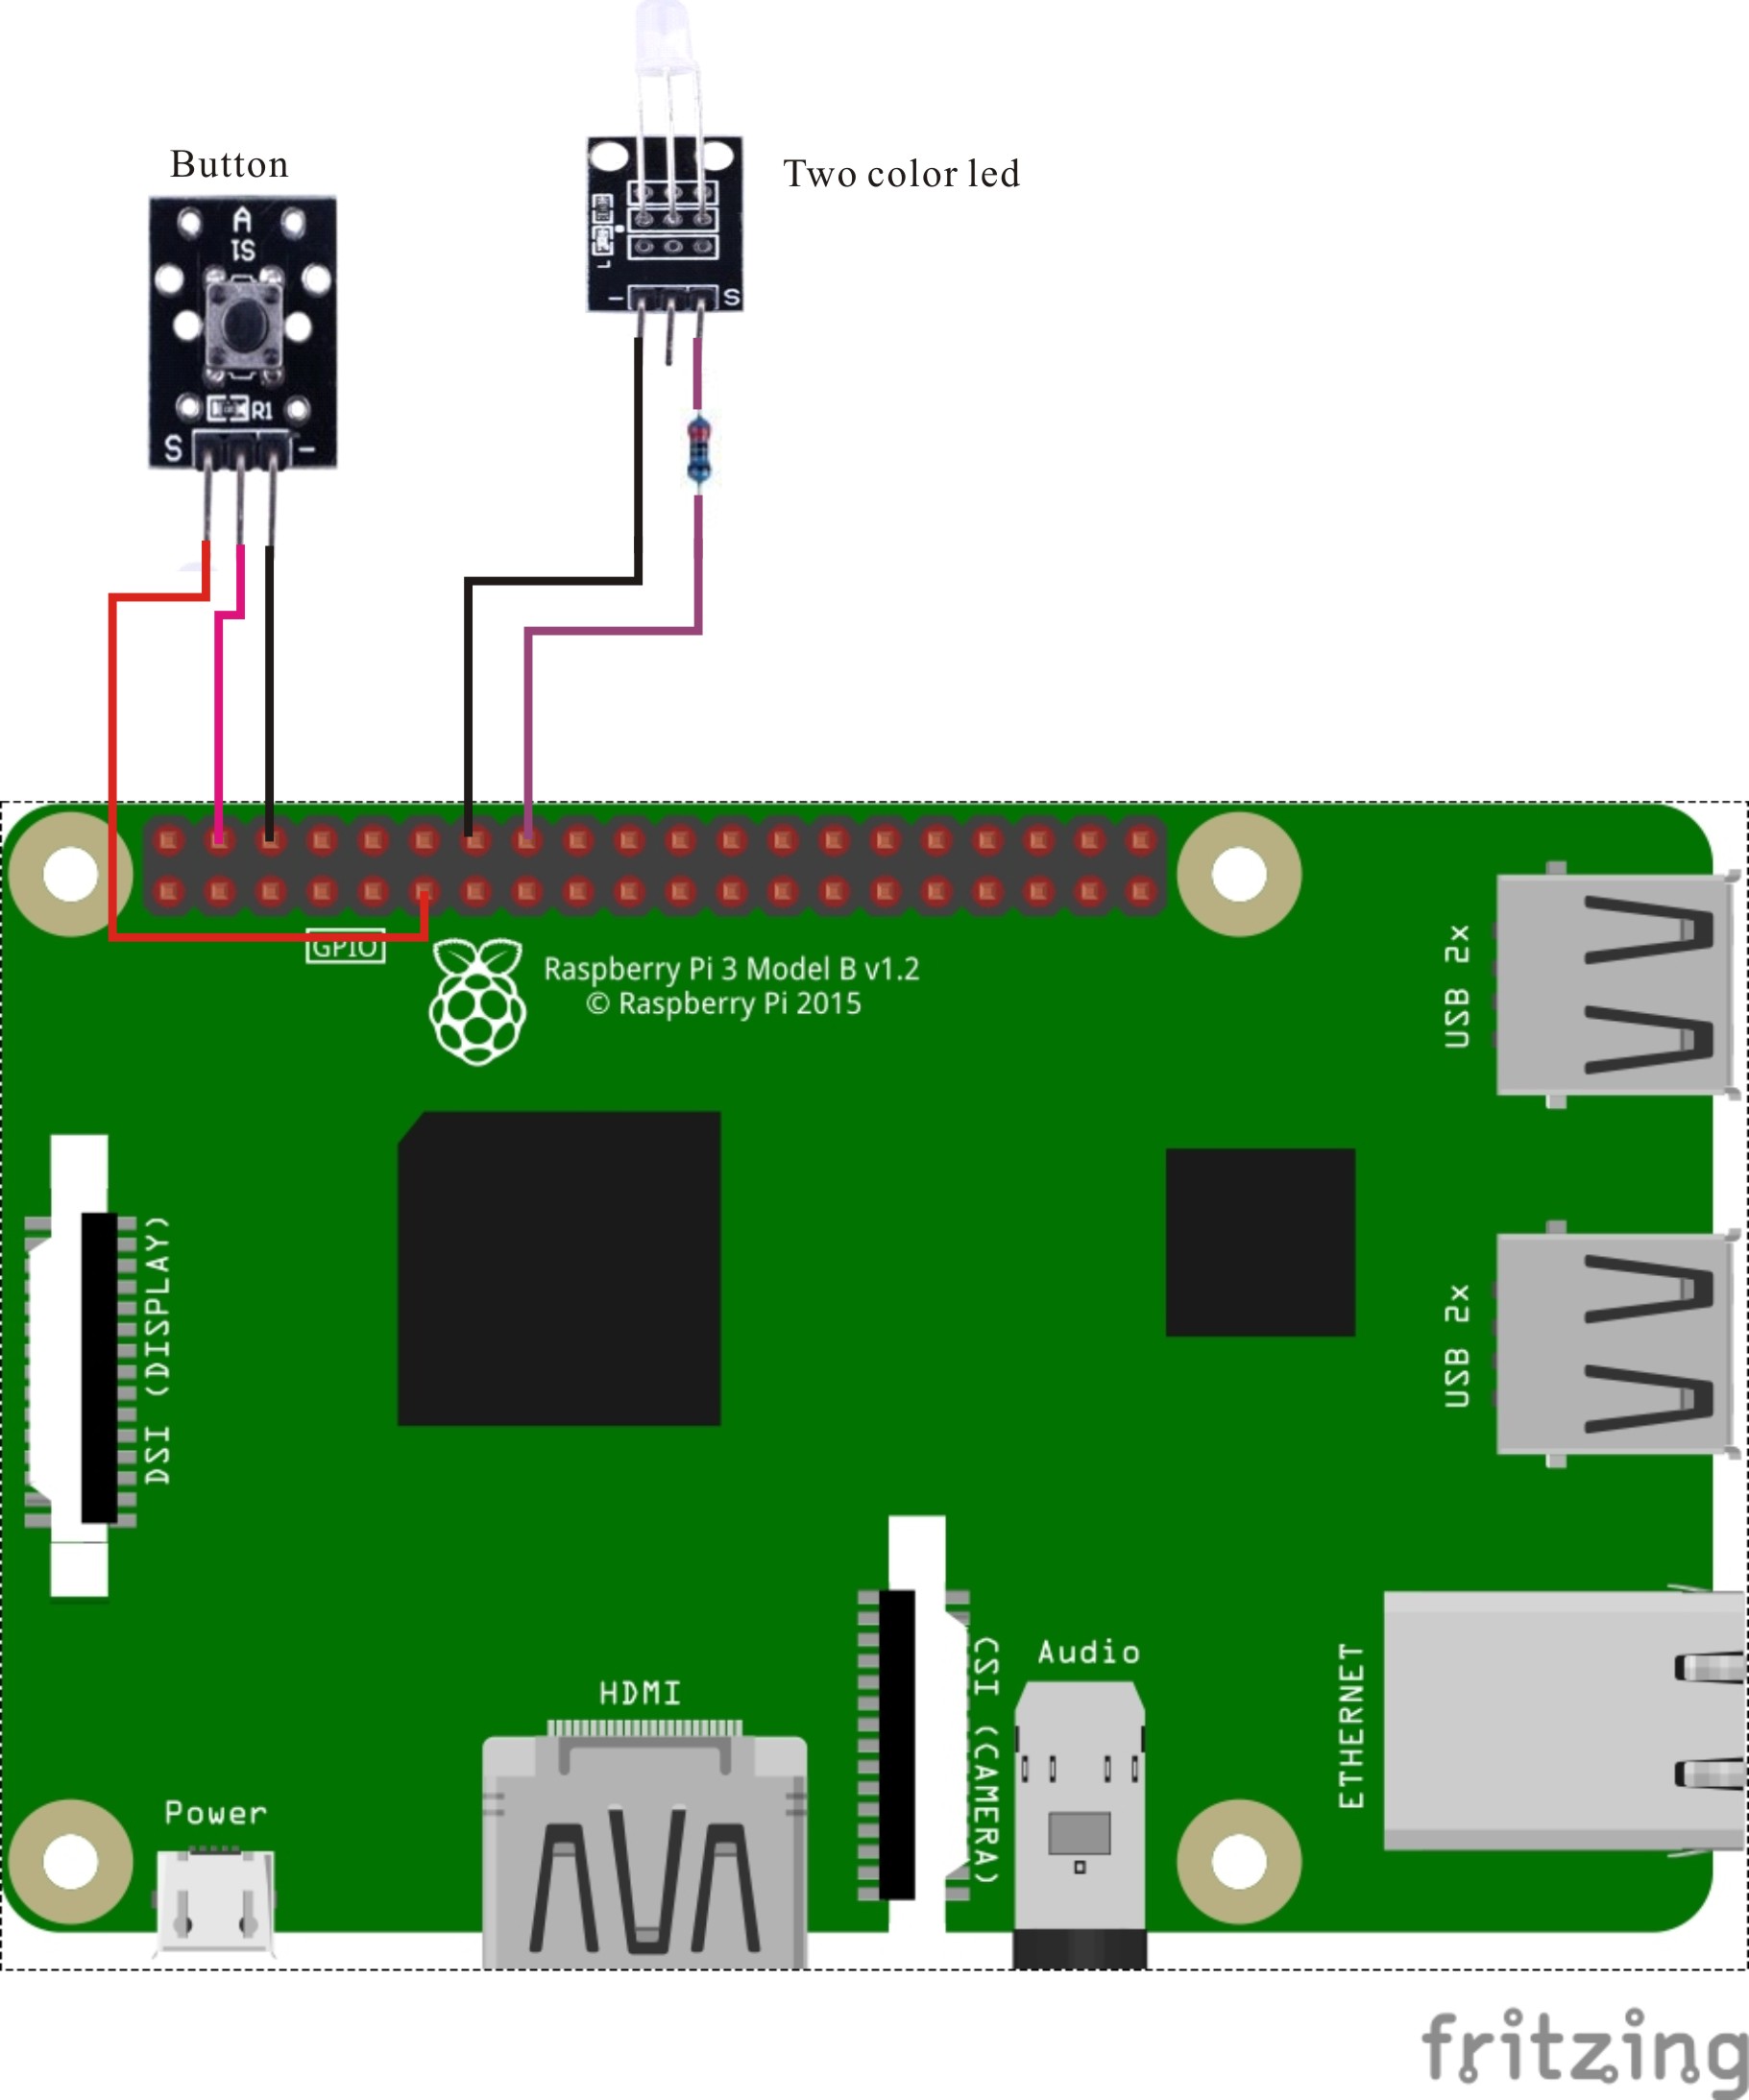 Button
Two color led
A
S1
R1
S
-
-
S
GPIO
Raspberry Pi 3 Model B v1.2
© Raspberry Pi 2015
USB 2x
USB 2x
DSI (DISPLAY)
CSI (CAMERA)
Audio
HDMI
ETHERNET
Power
fritzing